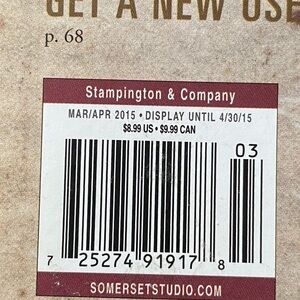 GET A NEW USE
p. 68
Stampington & Company
MAR/APR 2015 • DISPLAY UNTIL 4/30/15
$8.99 US • $9.99 CAN
03
7 25274 91917 8
SOMERSETSTUDIO.COM